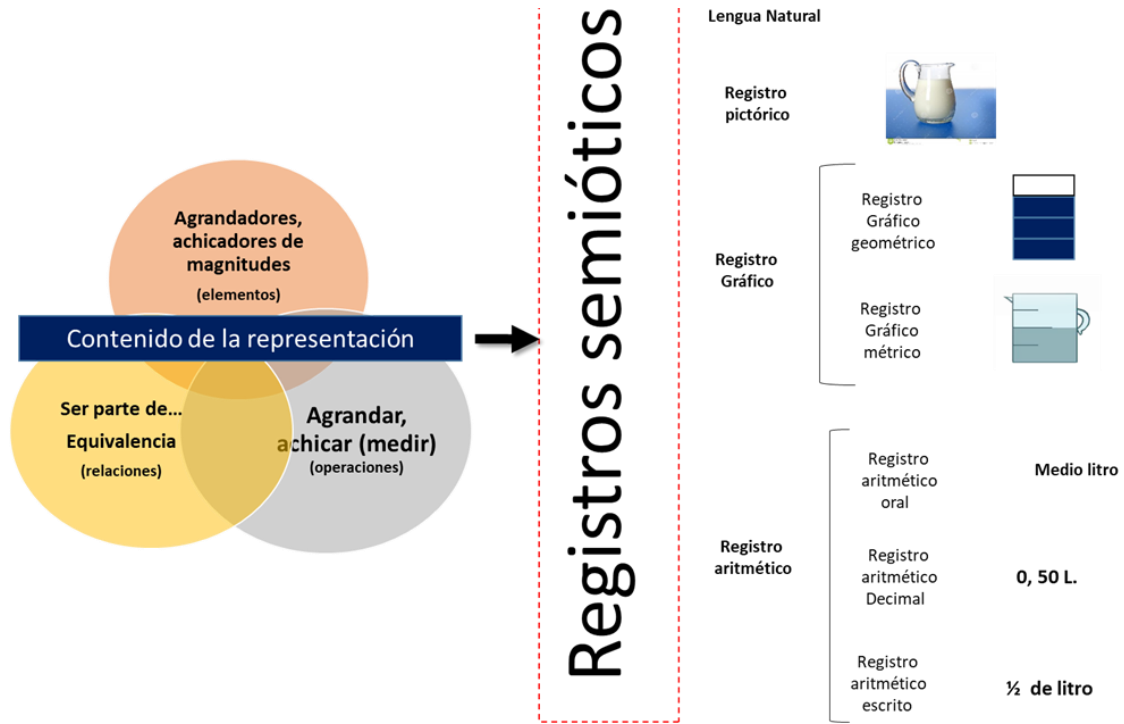 Agrandadores,
achicadores de
magnitudes
(elementos)
Contenido de la representación
Ser parte de...
Equivalencia
(relaciones)
Agrandar,
achicar (medir)
(operaciones)
Registros semióticos
Lengua Natural
Registro
pictórico
Registro
Gráfico
Registro
Gráfico
geométrico
Registro
Gráfico
métrico
Registro
aritmético
Registro
aritmético
oral
Medio litro
Registro
aritmético
Decimal
0, 50 L.
Registro
aritmético
escrito
½ de litro